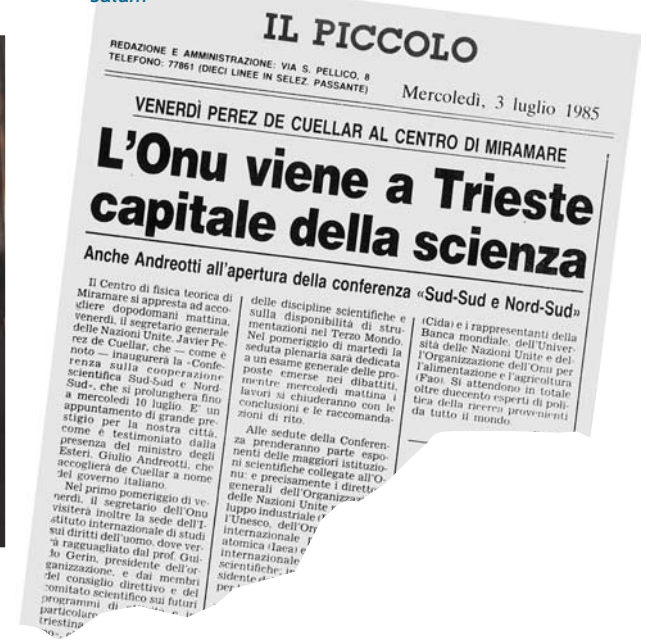 IL PICCOLO
REDAZIONE E AMMINISTRAZIONE: VIA S. PELLICO, 8
TELEFONO: 77861 (DIECI LINEE IN SELEZ. PASSANTE)
Mercoledì, 3 luglio 1985
VENERDÌ PEREZ DE CUELLAR AL CENTRO DI MIRAMARE
L'Onu viene a Trieste
capitale della scienza
Anche Andreotti all'apertura della conferenza «Sud-Sud e Nord-Sud»
Il Centro di fisica teorica di
Miramare si appresta ad acco-
gliere dopodomani mattina,
venerdì, il segretario generale
delle Nazioni Unite, Javier Pe-
rez de Cuellar, che — come è
noto — inaugurerà la «Confe-
renza sulla cooperazione
scientifica Sud-Sud e Nord-
Sud», che si prolungherà fino
a mercoledì 10 luglio. E' un
appuntamento di grande pre-
stigio per la nostra città,
come è testimoniato dalla
presenza del ministro degli
Esteri, Giulio Andreotti, che
accoglierà de Cuellar a nome
del governo italiano.
Nel primo pomeriggio di ve-
nerdì, il segretario dell'Onu
visiterà inoltre la sede dell'I-
stituto internazionale di studi
sui diritti dell'uomo, dove ver-
rà ragguagliato dal prof. Gui-
do Gerin, presidente dell'or-
ganizzazione, e dai membri
del consiglio direttivo e del
comitato scientifico sui futuri
programmi di
particolare
triestina
delle discipline scientifiche e
sulla disponibilità di stru-
mentazioni nel Terzo Mondo.
Nel pomeriggio di martedì la
seduta plenaria sarà dedicata
a un esame generale delle pro-
poste emerse nei dibattiti,
mentre mercoledì mattina i
lavori si chiuderanno con le
conclusioni e le raccomanda-
zioni di rito.
Alle sedute della Conferen-
za prenderanno parte espo-
nenti delle maggiori istituzio-
ni scientifiche collegate all'O-
nu: e precisamente i diretto
generali dell'Organizzaz
delle Nazioni Unite
luppo industriale
l'Unesco, dell'O
internazionale
atomica (Iaea) e
internazionale
scientifiche; in
sidente d
per
(Cida) e i rappresentanti della
Banca mondiale, dell'Univer-
sità delle Nazioni Unite e del-
l'Organizzazione dell'Onu per
l'alimentazione e l'agricoltura
(Fao). Si attendono in totale
oltre duecento esperti di poli-
tica della ricerca provenienti
da tutto il mondo.